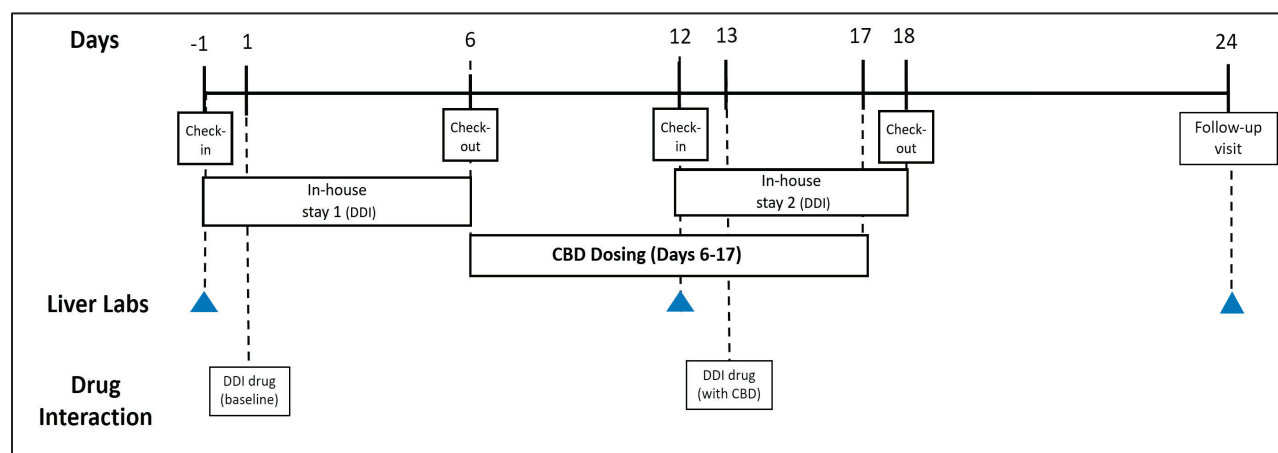 Days
-1 1 6 12 13 17 18 24
Check-
in
Check-
out
Check-
in
Check-
out
Follow-up
visit
In-house
stay 1 (DDI)
In-house
stay 2 (DDI)
CBD Dosing (Days 6-17)
Liver Labs
Drug
Interaction
DDI drug
(baseline)
DDI drug
(with CBD)